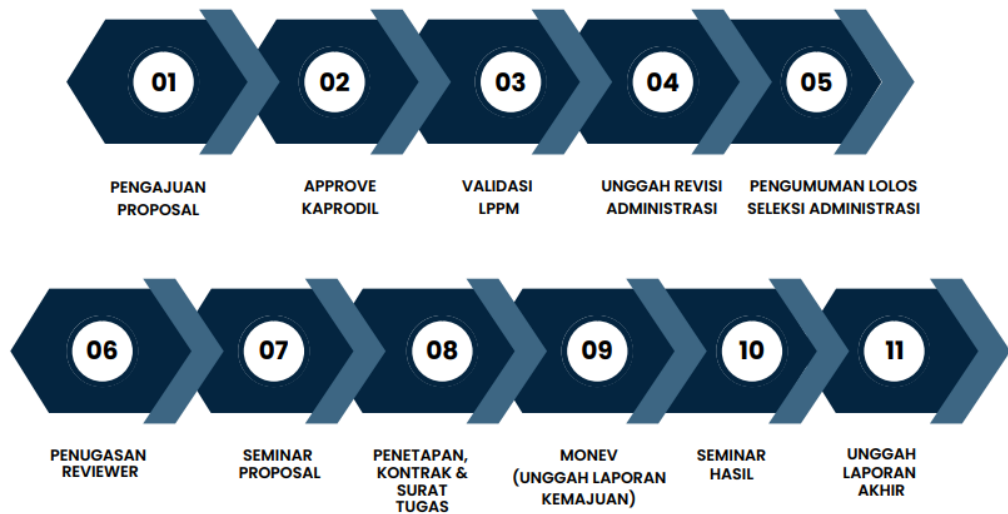 01
02
03
04
05
PENGAJUAN
PROPOSAL
APPROVE
KAPRODIL
VALIDASI
LPPM
UNGGAH REVISI
ADMINISTRASI
PENGUMUMAN LOLOS
SELEKSI ADMINISTRASI
06
07
08
09
10
11
PENUGASAN
REVIEWER
SEMINAR
PROPOSAL
PENETAPAN,
KONTRAK &
SURAT
TUGAS
MONEV
(UNGGAH LAPORAN
KEMAJUAN)
SEMINAR
HASIL
UNGGAH
LAPORAN
AKHIR